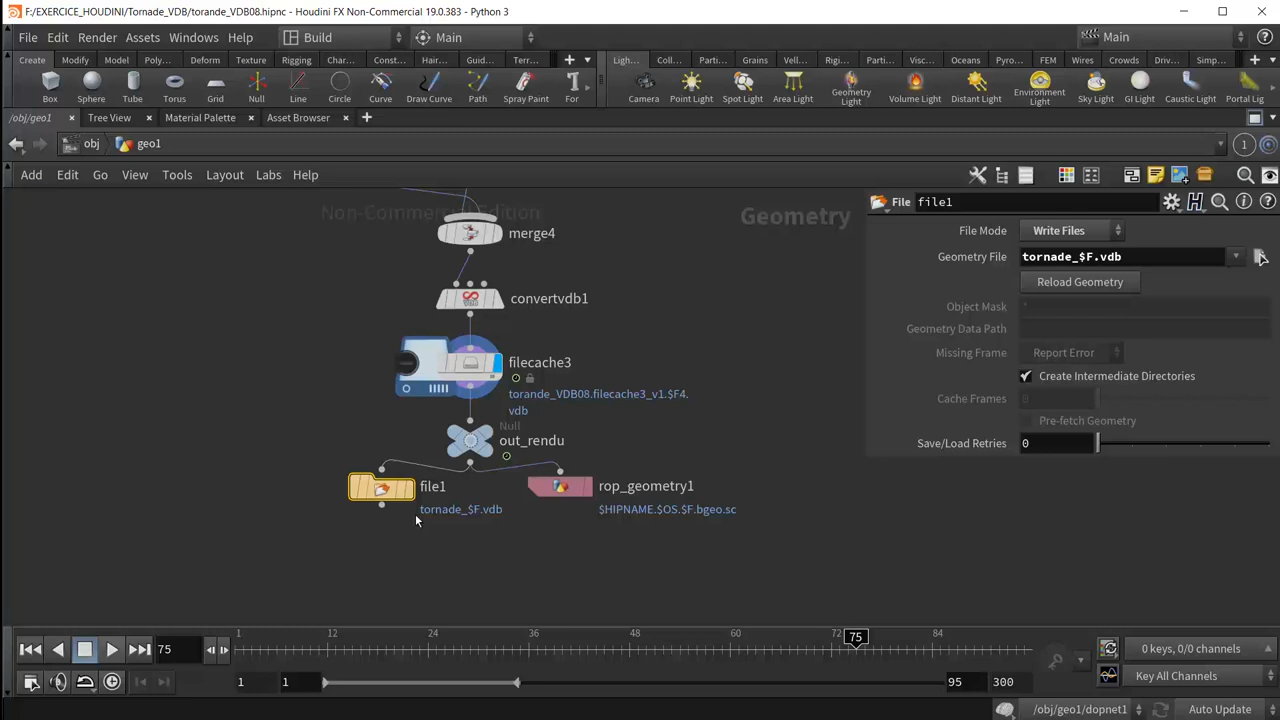 F:/EXERCICE_HOUDINI/Tornade_VDB/torande_VDB08.hipnc - Houdini FX Non-Commercial 19.0.383 - Python 3
File Edit Render Assets Windows Help Build Main Main
Create Modify Model Poly... Deform Texture Rigging Char... Const... Hair... Guid... Terr... Ligh... Coll... Parti... Grains Vell... Rigi... Parti... Visc... Oceans Pyro... FEM Wires Crowds Driv... Simp...
Box Sphere Tube Torus Grid Null Line Circle Curve Draw Curve Path Spray Paint For Camera Point Light Spot Light Area Light Geometry Light Volume Light Distant Light Environment Light Sky Light GI Light Caustic Light Portal Lig
/obj/geo1 Tree View Material Palette Asset Browser
obj geo1 1
Add Edit Go View Tools Layout Labs Help
Non-Commercial Edition
Geometry
merge4
convertvdb1
filecache3
torande_VDB08.filecache3_v1.$F4.
vdb
Null
out_rendu
file1
tornade_$F.vdb
rop_geometry1
$HIPNAME.$OS.$F.bgeo.sc
File file1
File Mode Write Files
Geometry File tornade_$F.vdb
Reload Geometry
Object Mask *
Geometry Data Path
Missing Frame Report Error
Create Intermediate Directories
Cache Frames 0
Pre-fetch Geometry
Save/Load Retries 0
75 1 12 24 36 48 60 72 75 84
0 keys, 0/0 channels
1 1 95 300 Key All Channels
/obj/geo1/dopnet1 Auto Update